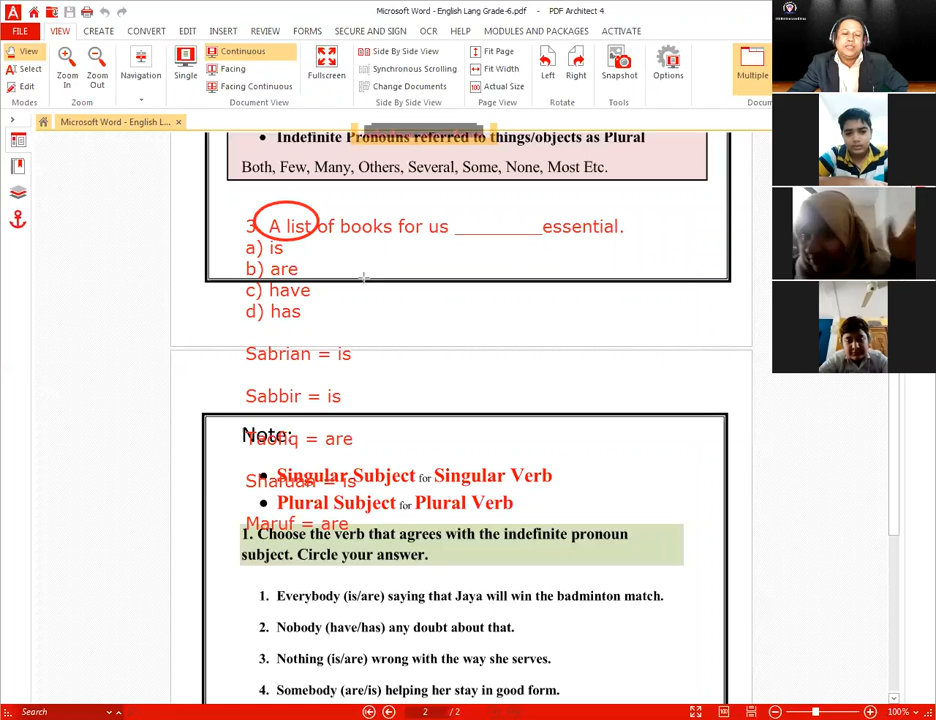 Microsoft Word - English Lang Grade-6.pdf - PDF Architect 4
FILE VIEW CREATE CONVERT EDIT INSERT REVIEW FORMS SECURE AND SIGN OCR HELP MODULES AND PACKAGES ACTIVATE
View
Select
Edit
Modes
Zoom In
Zoom Out
Zoom
Navigation
Single
Continuous
Facing
Facing Continuous
Document View
Fullscreen
Side By Side View
Synchronous Scrolling
Change Documents
Side By Side View
Fit Page
Fit Width
Actual Size
Page View
Left
Right
Rotate
Snapshot
Tools
Options
Multiple
Docu
Microsoft Word - English L...
• Indefinite Pronouns referred to things/objects as Plural
Both, Few, Many, Others, Several, Some, None, Most Etc.
3. A list of books for us _________essential.
a) is
b) are
c) have
d) has
Sabrian = is
Sabbir = is
Note:
Taofiq = are
• Singular Subject for Singular Verb
Shafuan = is
• Plural Subject for Plural Verb
Maruf = are
1. Choose the verb that agrees with the indefinite pronoun
subject. Circle your answer.
1. Everybody (is/are) saying that Jaya will win the badminton match.
2. Nobody (have/has) any doubt about that.
3. Nothing (is/are) wrong with the way she serves.
4. Somebody (are/is) helping her stay in good form.
Search
2 / 2
100%